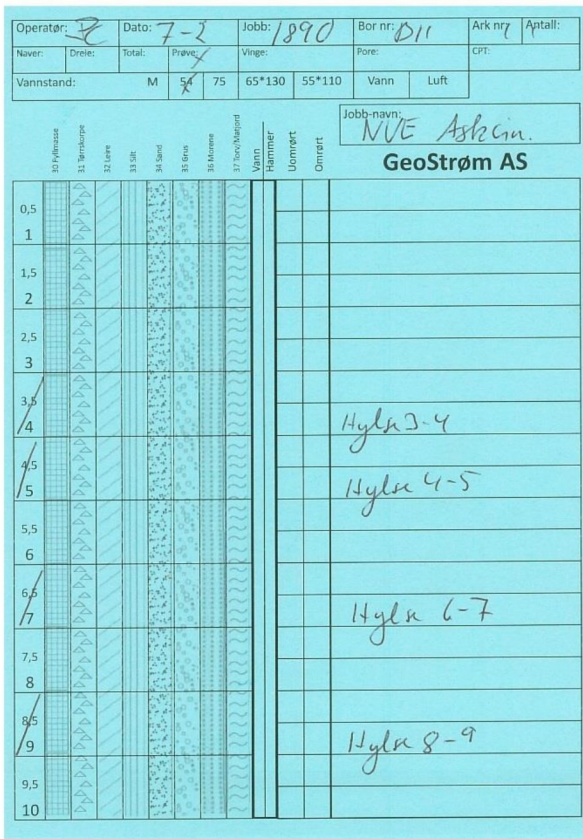 Operatør: Dato: 7-2 Jobb: 1890 Bor nr: D11 Ark nr: 1 Antall: 1
Naver: Dreie: Total: Prøve: X Vinge: Pore: CPT:
Vannstand: M 54 75 65*130 55*110 Vann Luft
Jobb-navn:
NVE
GeoStrøm AS
30 Fyllmasse 31 Tørrskorpe 32 Leire 33 Silt 34 Sand 35 Grus 36 Morene 37 Torv/Matjord Vann Hammer Uomrørt Omrørt
0,5
1
1,5
2
2,5
3
3,5
4 Hylse 3-4
4,5
5 Hylse 4-5
5,5
6
6,5
7 Hylse 6-7
7,5
8
8,5
9 Hylse 8-9
9,5
10